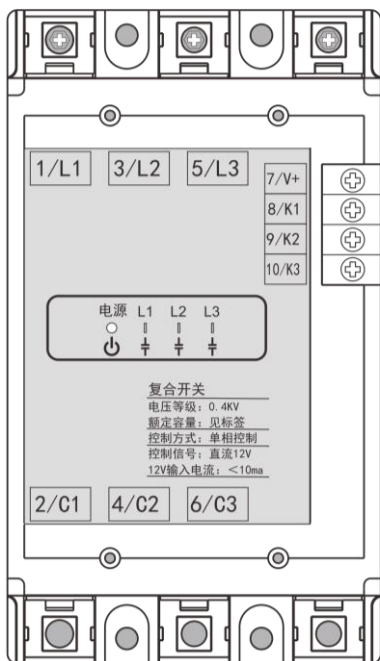 1/L1 3/L2 5/L3
7/V+
8/K1
9/K2
10/K3
电源 L1 L2 L3
复合开关
电压等级：0.4KV
额定容量：见标签
控制方式：单相控制
控制信号：直流12V
12V输入电流：<10ma
2/C1 4/C2 6/C3